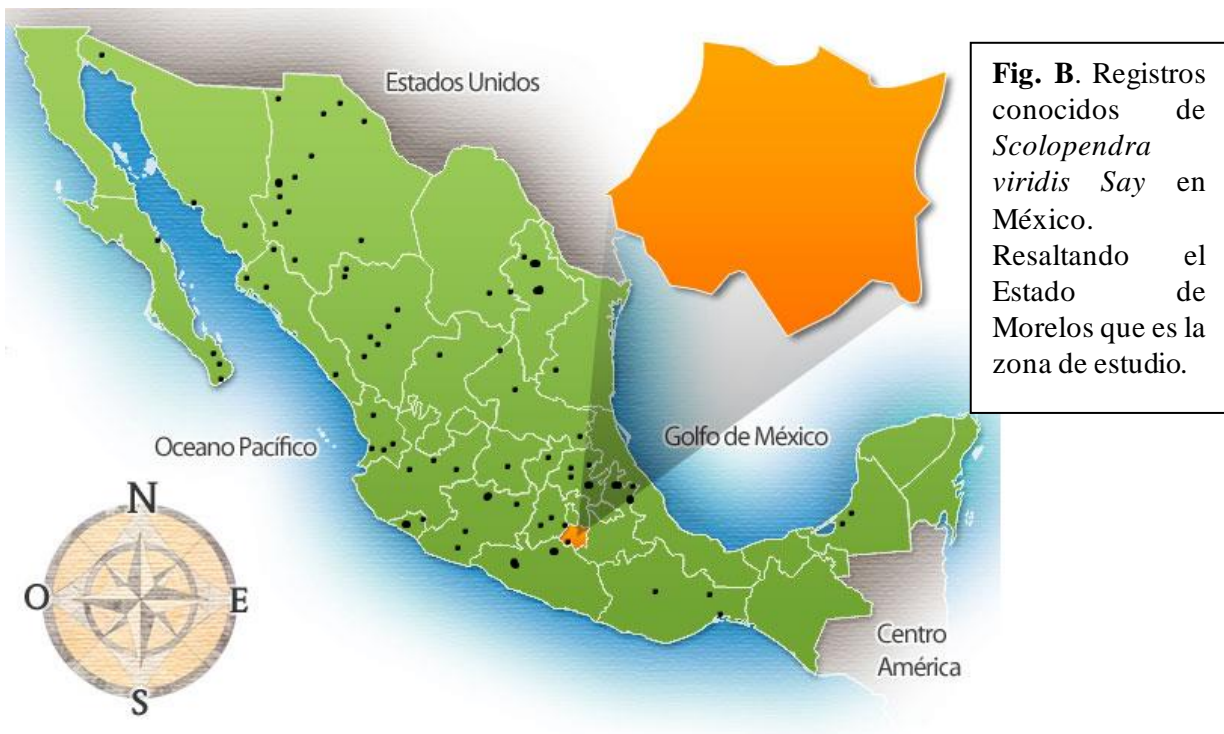 Estados Unidos
Fig. B. Registros
conocidos de
Scolopendra
viridis Say en
México.
Resaltando el
Estado de
Morelos que es la
zona de estudio.
Oceano Pacífico
Golfo de México
N
O
E
S
Centro
América